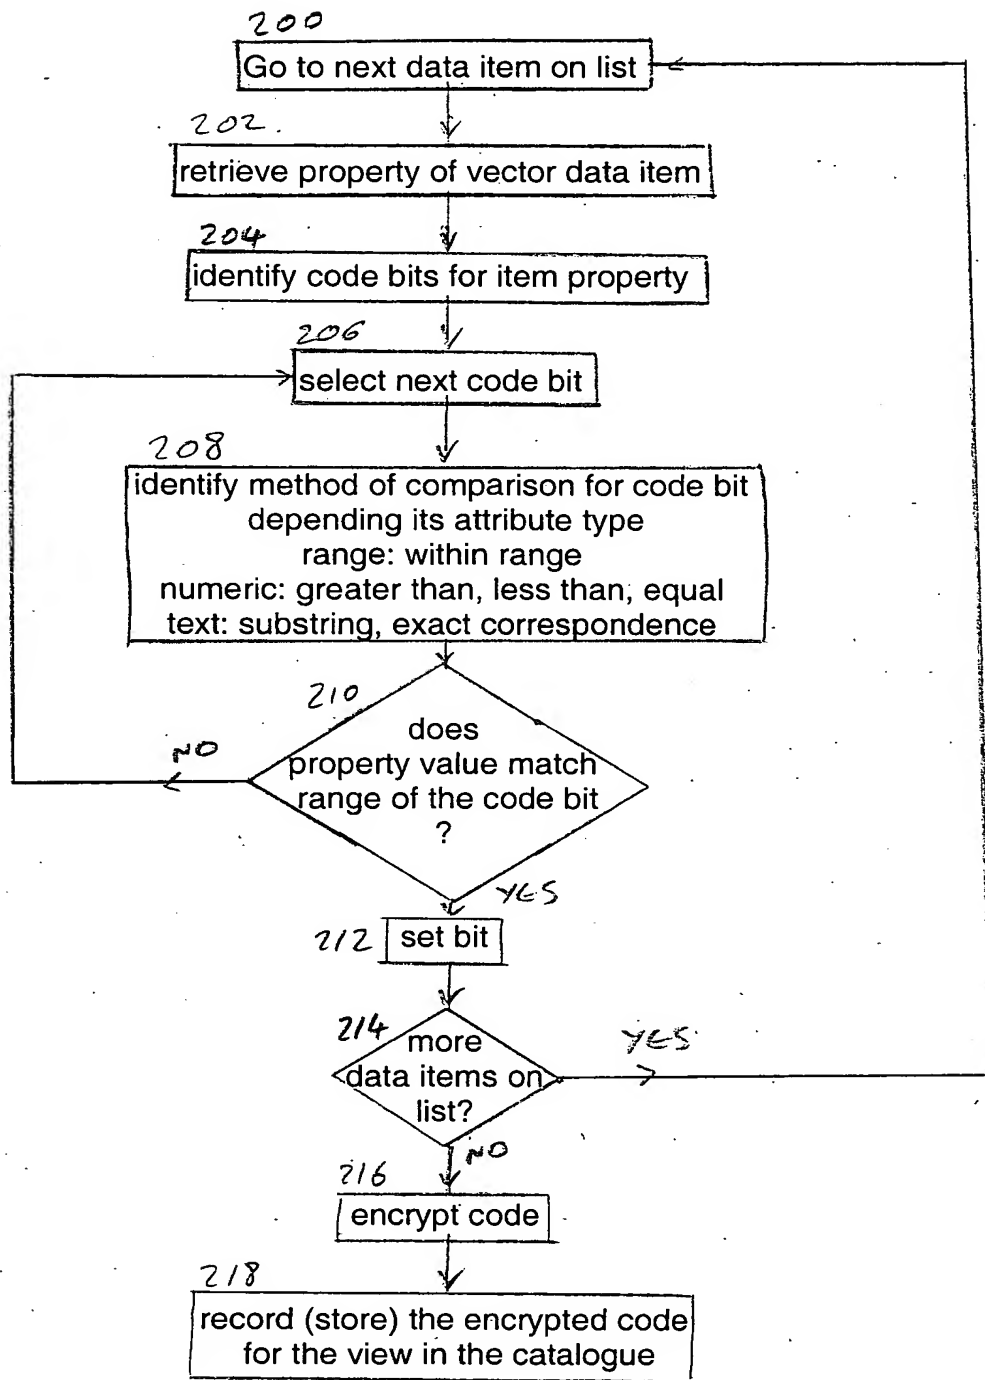 200
Go to next data item on list
202.
retrieve property of vector data item
204
identify code bits for item property
206
select next code bit
208
identify method of comparison for code bit
depending its attribute type
range: within range
numeric: greater than, less than, equal
text: substring, exact correspondence
210
does
property value match
range of the code bit
?
NO
YES
212
set bit
214
more
data items on
list?
YES
NO
216
encrypt code
218
record (store) the encrypted code
for the view in the catalogue